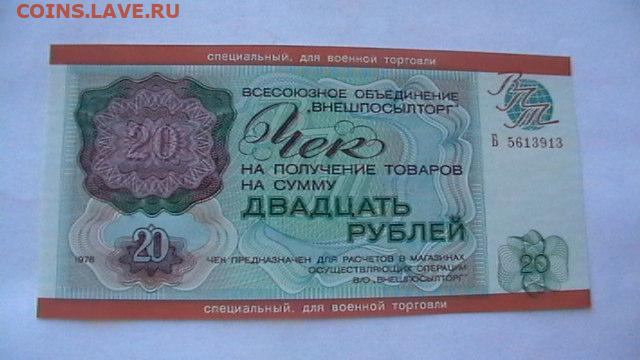 COINS.LAVE.RU
специальный, для военной торговли
ВСЕСОЮЗНОЕ ОБЪЕДИНЕНИЕ
„ВНЕШПОСЫЛТОРГ"
ВПТ
20
Чек
Б 5613913
НА ПОЛУЧЕНИЕ ТОВАРОВ
НА СУММУ
ДВАДЦАТЬ
РУБЛЕЙ
1976
20
ЧЕК ПРЕДНАЗНАЧЕН ДЛЯ РАСЧЕТОВ В МАГАЗИНАХ,
ОСУЩЕСТВЛЯЮЩИХ ОПЕРАЦИИ
В/О „ВНЕШПОСЫЛТОРГ"
20
специальный, для военной торговли